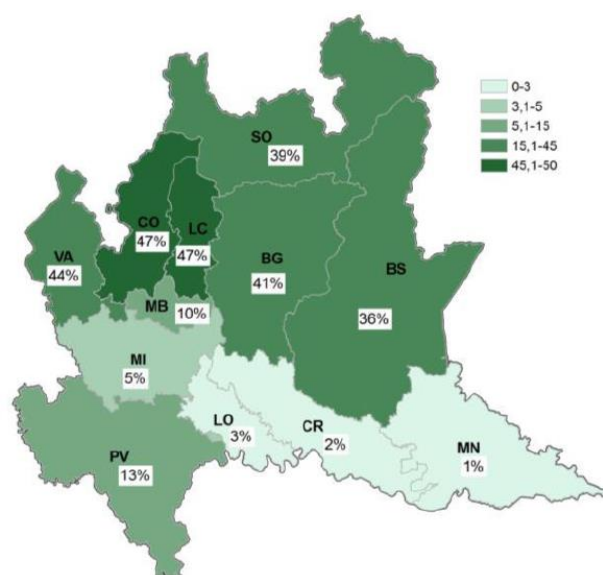 0-3
3,1-5
5,1-15
15,1-45
45,1-50
SO
39%
CO
47%
LC
47%
VA
44%
BG
41%
BS
36%
MB
10%
MI
5%
LO
3%
CR
2%
MN
1%
PV
13%